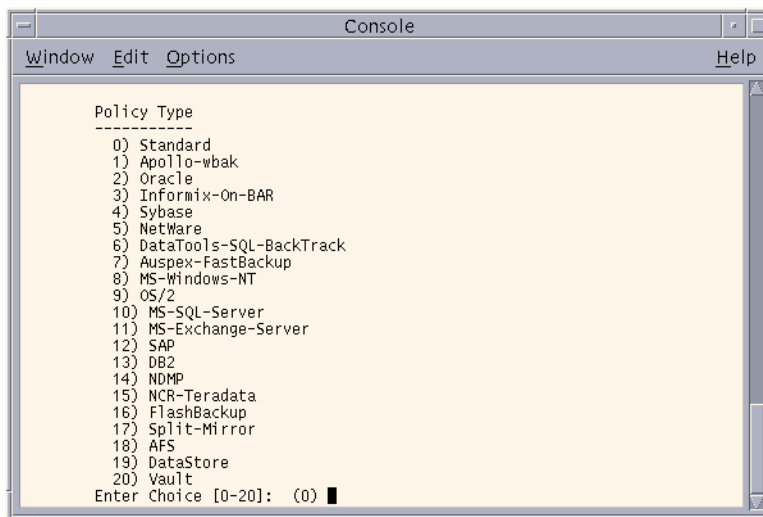 Console
Window Edit Options Help
Policy Type
-----------
0) Standard
1) Apollo-wbak
2) Oracle
3) Informix-On-BAR
4) Sybase
5) NetWare
6) DataTools-SQL-BackTrack
7) Auspex-FastBackup
8) MS-Windows-NT
9) OS/2
10) MS-SQL-Server
11) MS-Exchange-Server
12) SAP
13) DB2
14) NDMP
15) NCR-Teradata
16) FlashBackup
17) Split-Mirror
18) AFS
19) DataStore
20) Vault
Enter Choice [0-20]: (0)